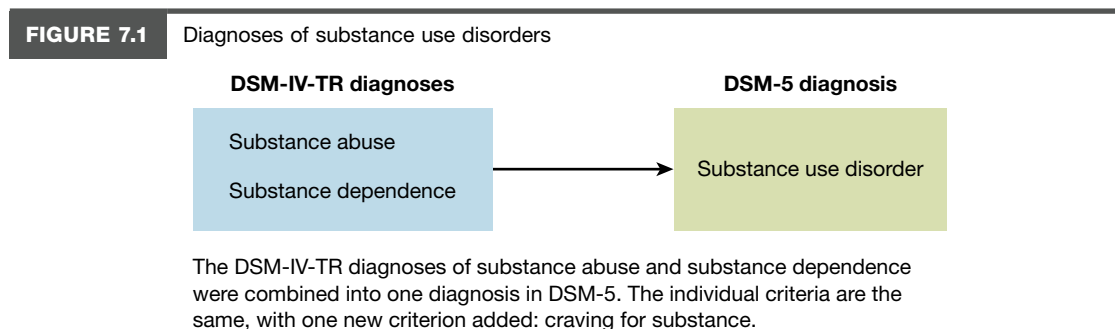 FIGURE 7.1 Diagnoses of substance use disorders
DSM-IV-TR diagnoses
Substance abuse
Substance dependence
DSM-5 diagnosis
Substance use disorder
The DSM-IV-TR diagnoses of substance abuse and substance dependence
were combined into one diagnosis in DSM-5. The individual criteria are the
same, with one new criterion added: craving for substance.